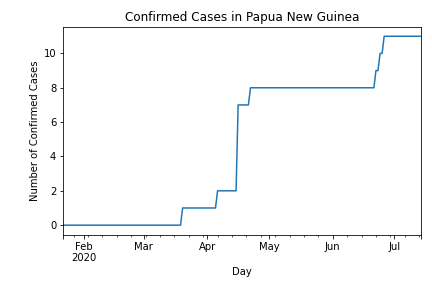 Confirmed Cases in Papua New Guinea
Number of Confirmed Cases
10
8
6
4
2
0
Feb Mar Apr May Jun Jul
2020
Day